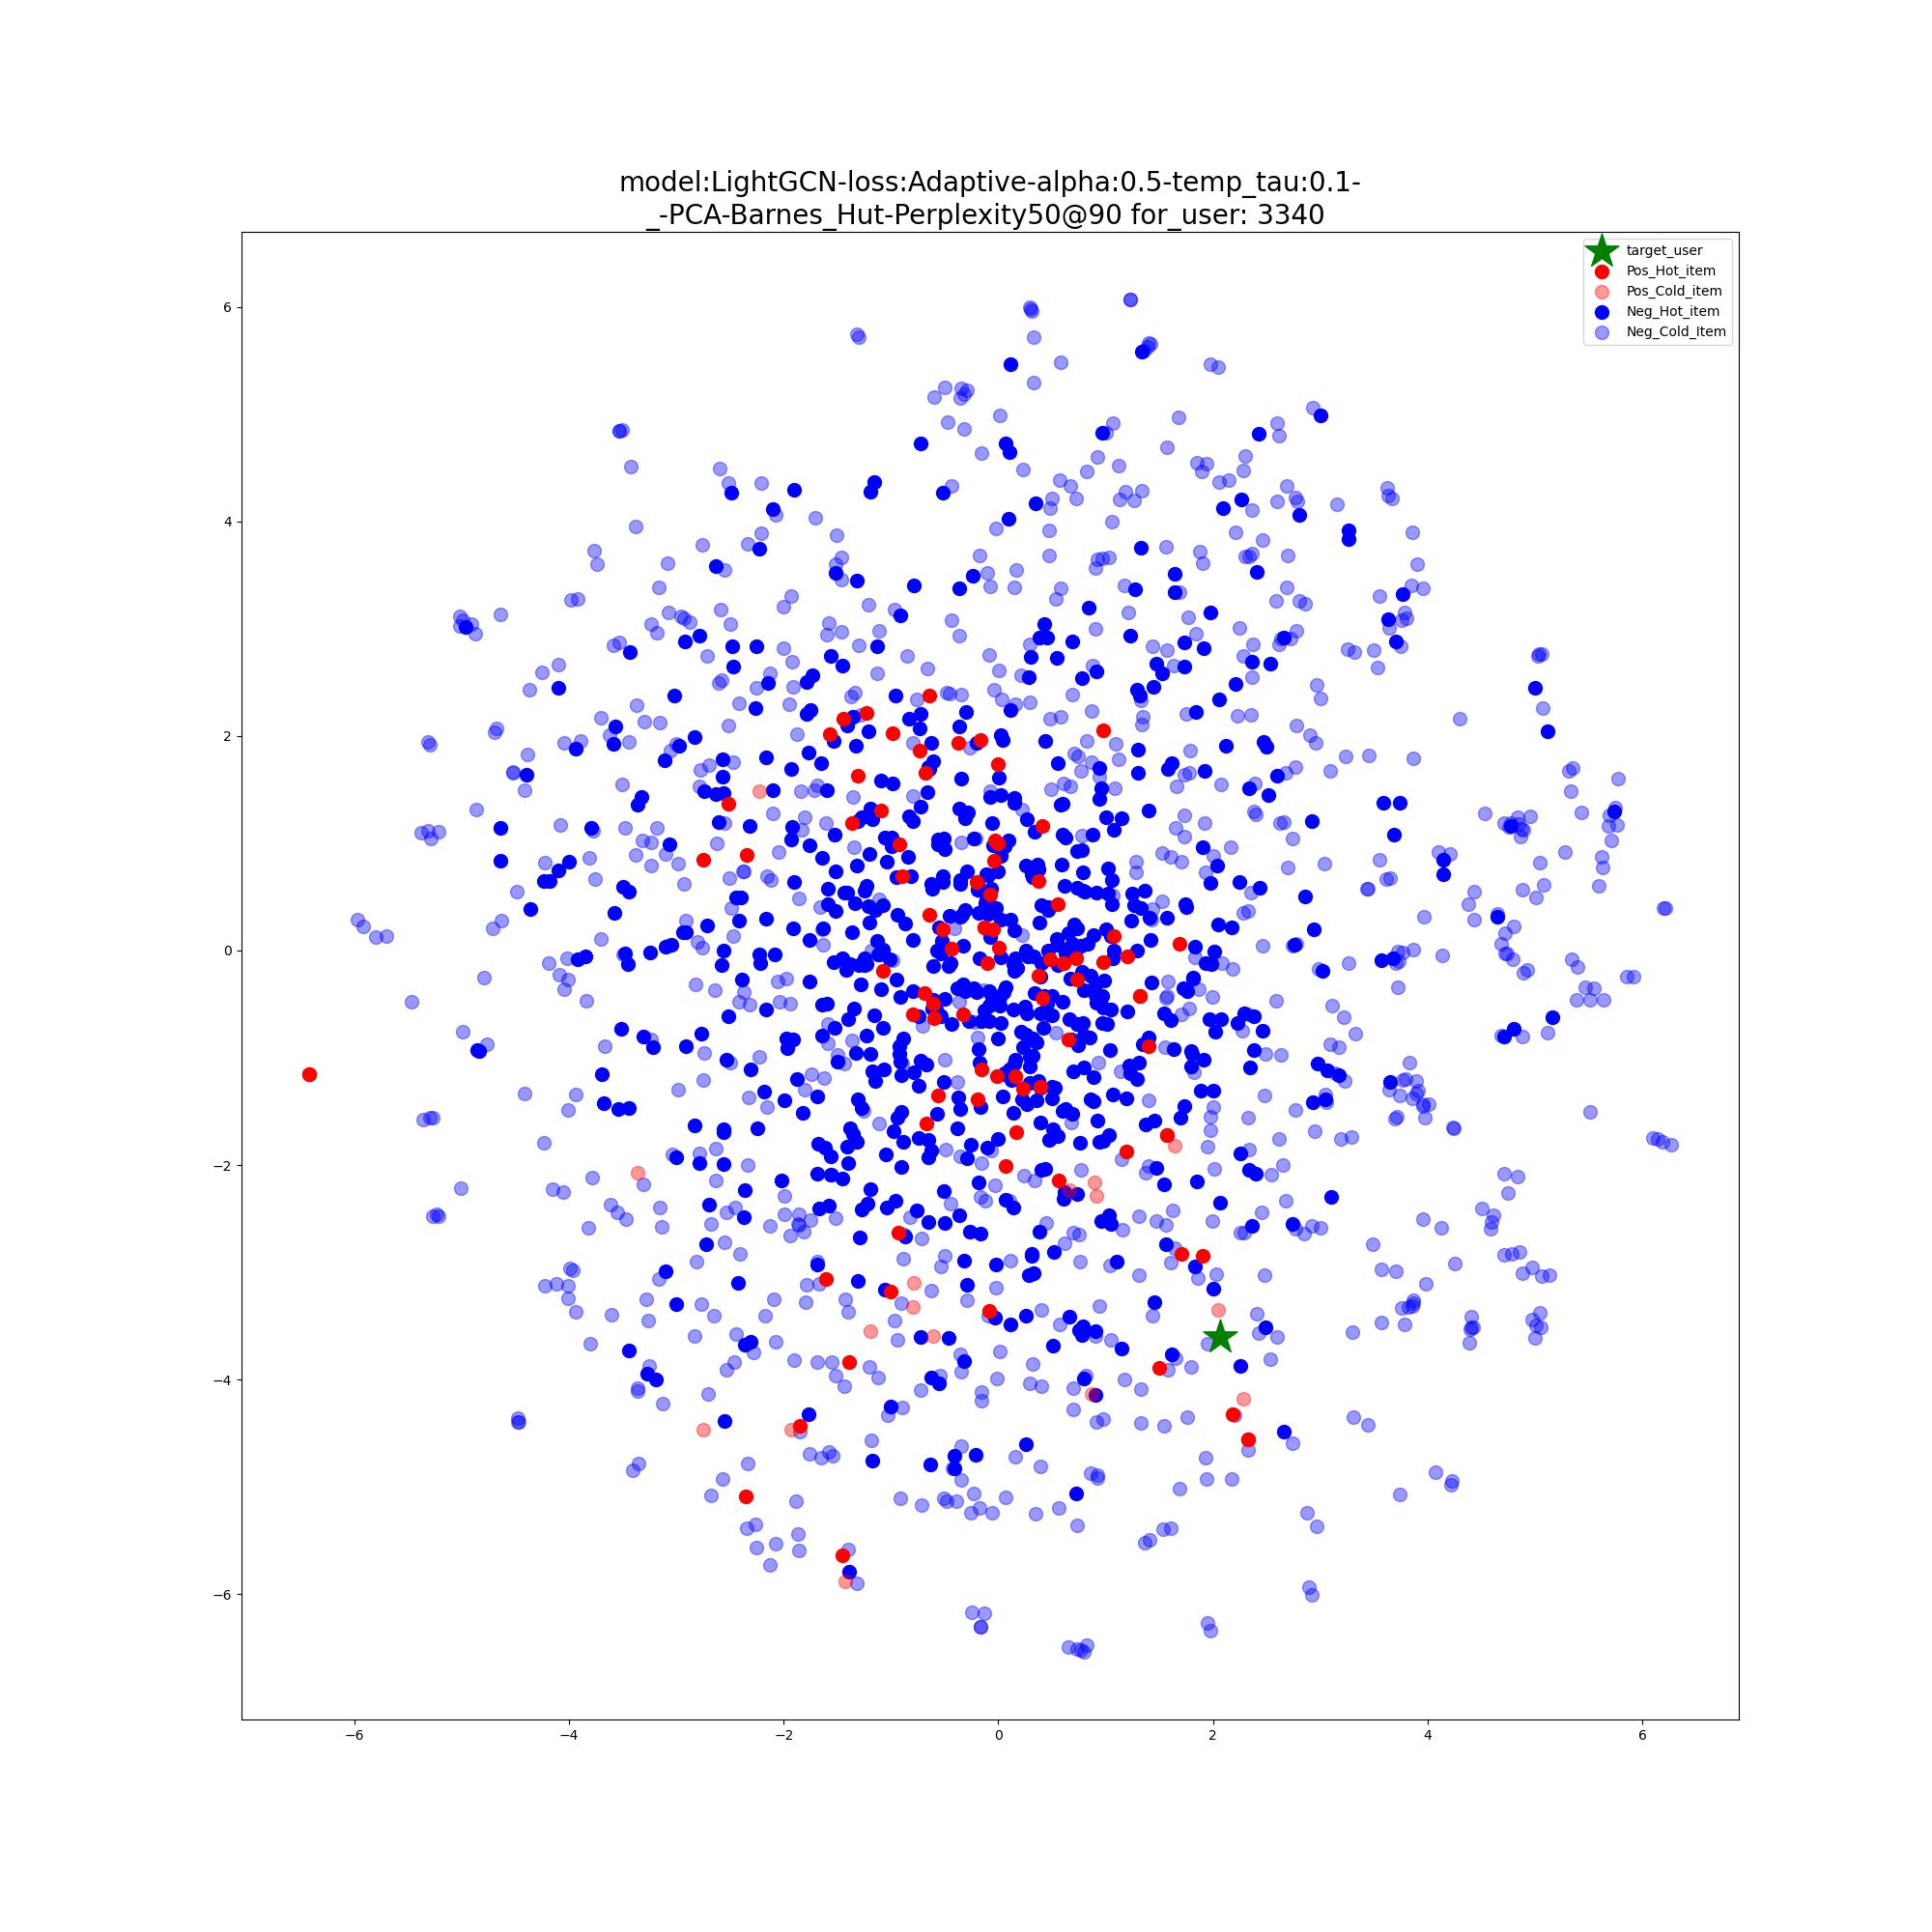 model:LightGCN-loss:Adaptive-alpha:0.5-temp_tau:0.1-
_-PCA-Barnes_Hut-Perplexity50@90 for_user: 3340
target_user
Pos_Hot_item
Pos_Cold_item
Neg_Hot_item
Neg_Cold_Item
6
4
2
0
−2
−4
−6
−6 −4 −2 0 2 4 6